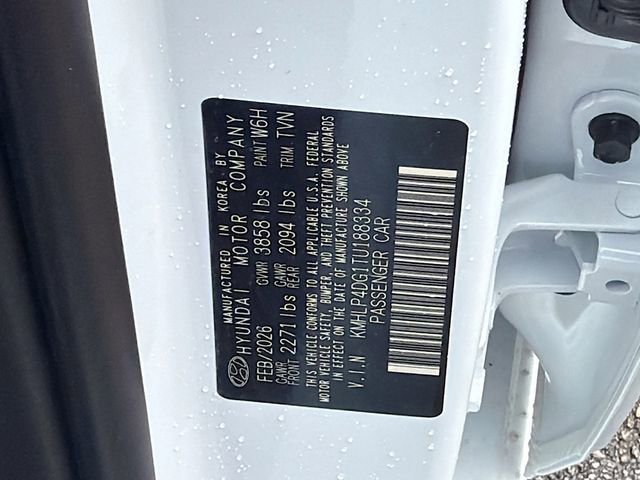 MANUFACTURED IN KOREA BY
HYUNDAI MOTOR COMPANY
FEB/2026 GVWR 3858 lbs PAINT W6H
GAWR FRONT 2271 lbs GAWR REAR 2094 lbs TRIM. TVN
THIS VEHICLE CONFORMS TO ALL APPLICABLE U.S.A. FEDERAL
MOTOR VEHICLE SAFETY, BUMPER, AND THEFT PREVENTION STANDARDS
IN EFFECT ON THE DATE OF MANUFACTURE SHOWN ABOVE
V.I.N KMHLP4DG1TU188334
PASSENGER CAR